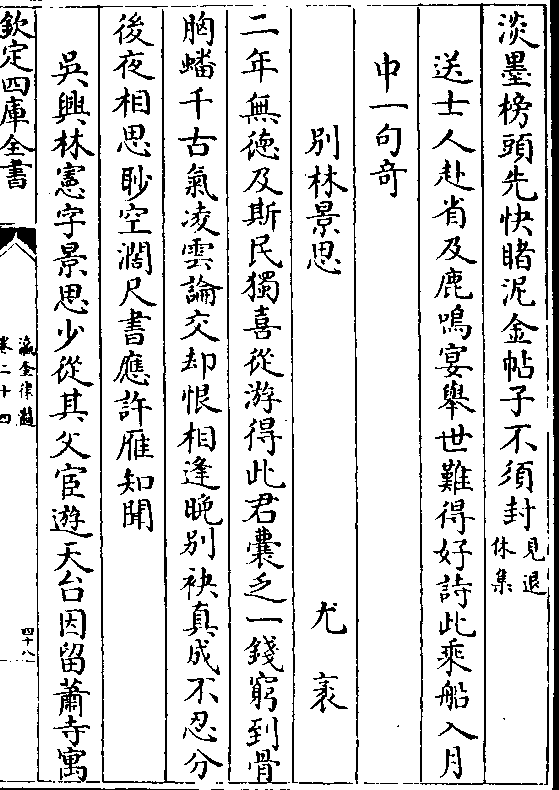 淡墨榜頭先快睹泥金帖子不須封見退休集
送士人赴省及鹿鳴宴舉世難得好詩此乗船入月
中一句竒
別林景思　尤袤
二年無徳及斯民獨喜從游得此君囊乏一錢窮到骨
胸蟠千古氣凌雲論交却恨相逢晩别袂真成不忍分
後夜相思眇空濶尺書應許雁知聞
吳興林憲字景思少從其父宦遊天台因留蕭寺寓
欽定四庫全書
瀛奎律髓
卷二十四
四十八